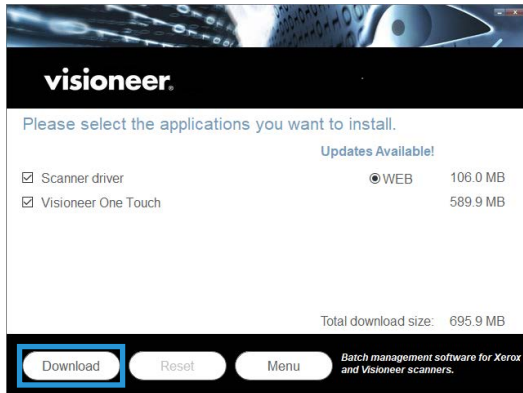 visioneer®
Please select the applications you want to install.
Updates Available!
Scanner driver WEB 106.0 MB
Visioneer One Touch 589.9 MB
Total download size: 695.9 MB
Download Reset Menu Batch management software for Xerox
and Visioneer scanners.